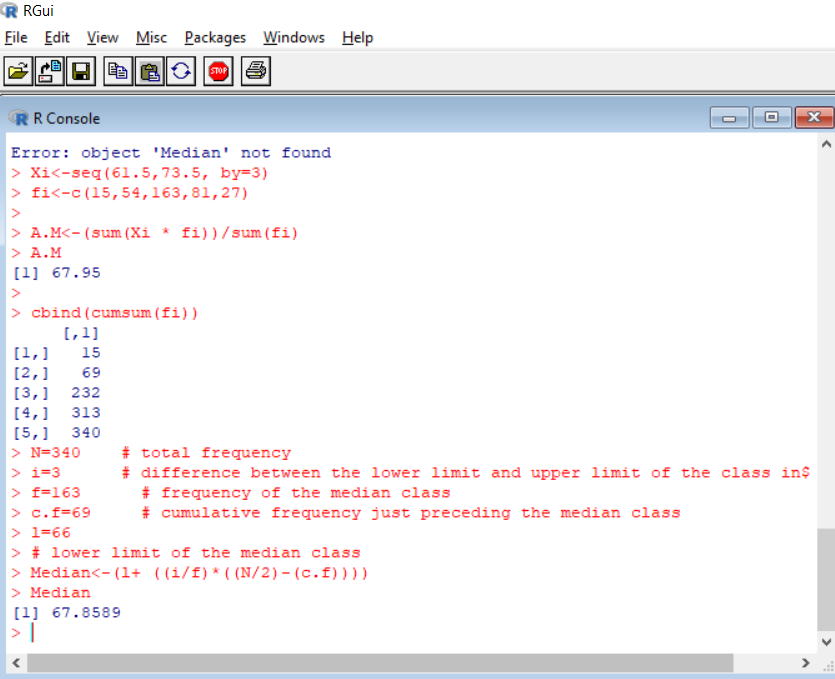 RGui
File Edit View Misc Packages Windows Help
STOP
R Console
Error: object 'Median' not found
> Xi<-seq(61.5,73.5, by=3)
> fi<-c(15,54,163,81,27)
>
> A.M<-(sum(Xi * fi))/sum(fi)
> A.M
[1] 67.95
>
> cbind(cumsum(fi))
     [,1]
[1,]   15
[2,]   69
[3,]  232
[4,]  313
[5,]  340
> N=340    # total frequency
> i=3      # difference between the lower limit and upper limit of the class in$
> f=163      # frequency of the median class
> c.f=69     # cumulative frequency just preceding the median class
> l=66
> # lower limit of the median class
> Median<-(l+ ((i/f)*((N/2)-(c.f))))
> Median
[1] 67.8589
>